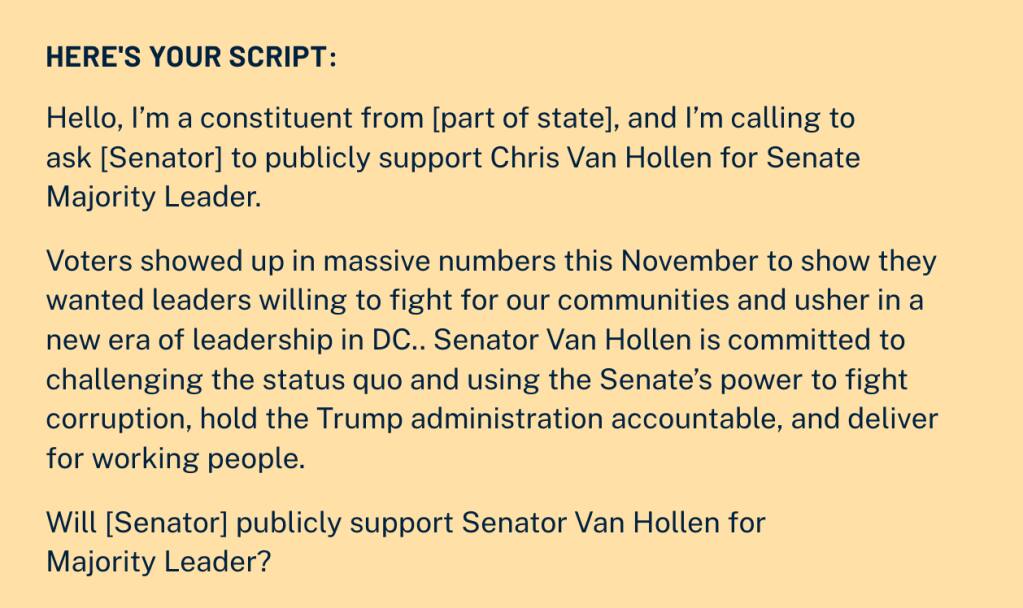 HERE'S YOUR SCRIPT:
Hello, I’m a constituent from [part of state], and I’m calling to
ask [Senator] to publicly support Chris Van Hollen for Senate
Majority Leader.
Voters showed up in massive numbers this November to show they
wanted leaders willing to fight for our communities and usher in a
new era of leadership in DC.. Senator Van Hollen is committed to
challenging the status quo and using the Senate’s power to fight
corruption, hold the Trump administration accountable, and deliver
for working people.
Will [Senator] publicly support Senator Van Hollen for
Majority Leader?